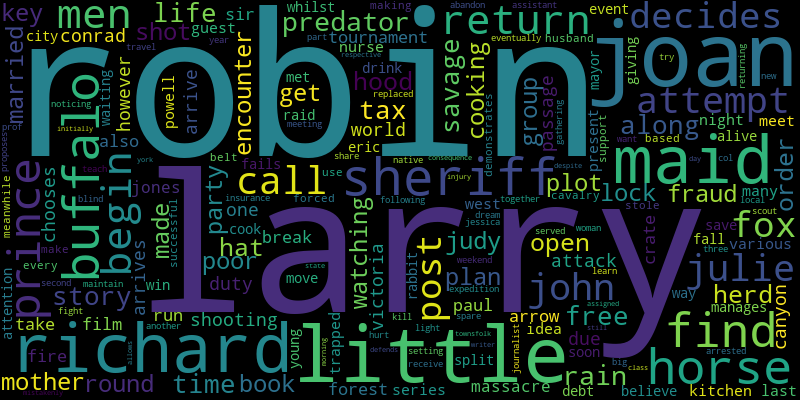 key
men
life
sir
predator
whilst
guest
return
making
abandon
assistant
event
decides
city
conrad
shot
nurse
part
tournament
eventually
husband
travel
year
respective
robin
joan
married
however
powell
arrive
encounter
hood
drink
met
get
raid
tax
world
eric
savage
cooking
group
passage
giving
mayor
try
returning
new
attempt
noticing
waiting
buffalo
also
prof
initially
replaced
meeting
demonstrates
gathering
present
support
along
night
meet
based
alive
want
day
col
maid
order
prince
begin
teach
blind
belt
fails
sheriff
native
consequence
despite
share
insurance
use
forced
call
injury
following
together
west
plot
cavalry
lock
fraud
many
local
proposes
meanwhile
chooses
jones
party
one
york
larry
watching
dream
jessica
served
woman
scout
stole
fox
hat
made
successful
cook
break
judy
open
crate
save
fall
various
three
story
arrives
poor
victoria
move
state
rabbit
post
plan
weekend
expedition
attack
john
julie
attention
every
make
second
maintain
duty
win
run
shooting
paul
arrow
herd
canyon
way
manages
take
film
fight
another
idea
free
due
find
fire
richard
young
trapped
hurt
light
kill
spare
townsfolk
writer
assigned
learn
soon
little
journalist
still
big
arrested
horse
mother
round
time
book
allows
morning
forest
series
defends
setting
receive
split
massacre
class
rain
debt
believe
kitchen
last